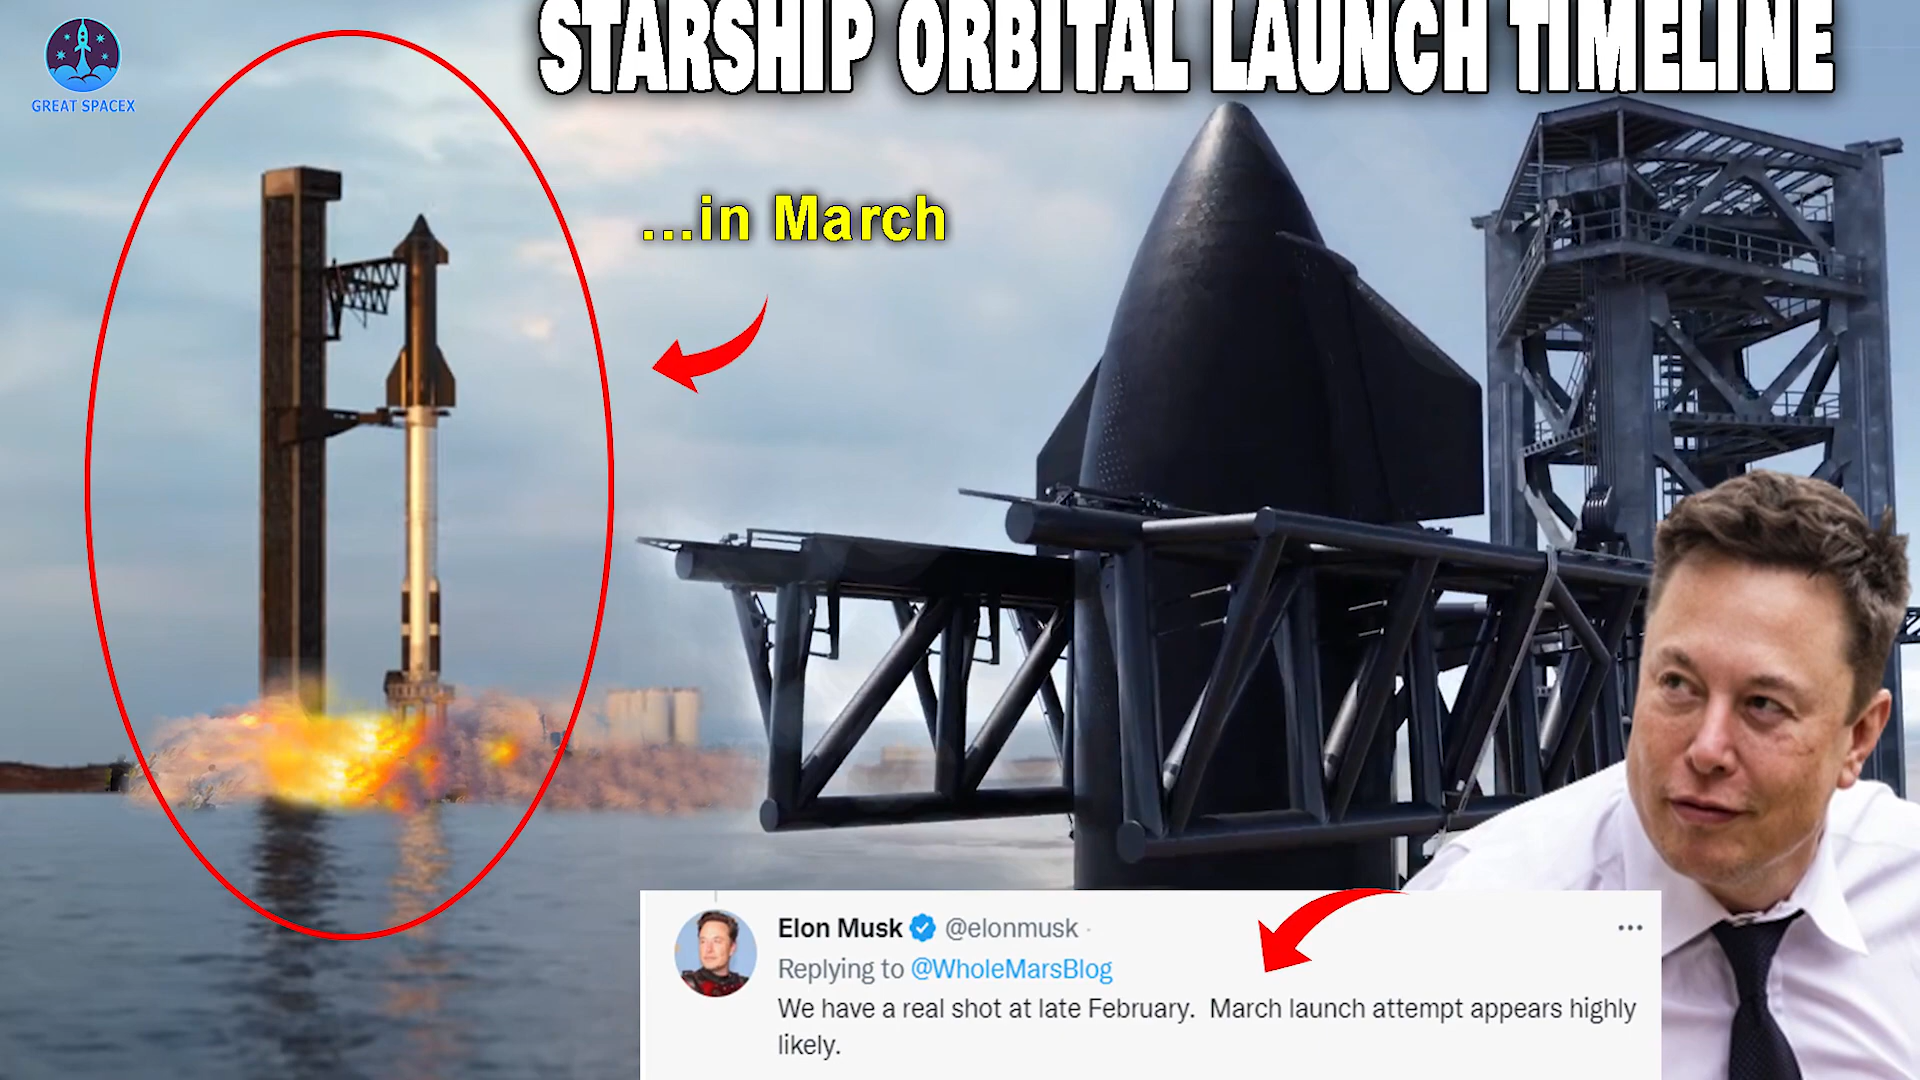 STARSHIP ORBITAL LAUNCH TIMELINE
GREAT SPACEX
...in March
Elon Musk @elonmusk ·
Replying to @WholeMarsBlog
We have a real shot at late February. March launch attempt appears highly
likely.